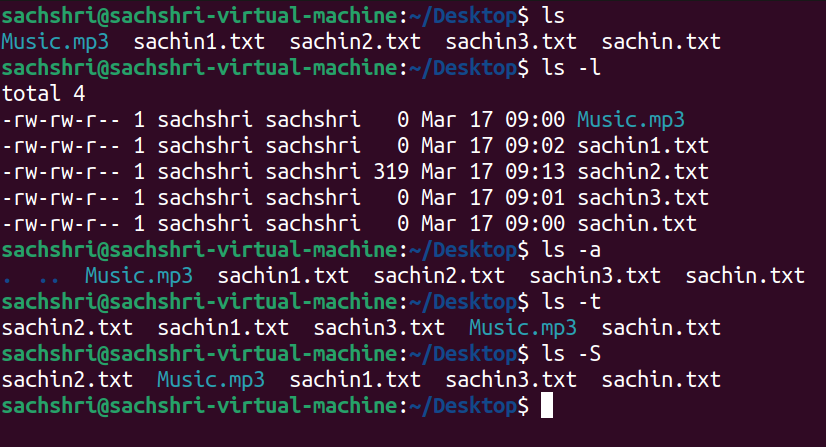 sachshri@sachshri-virtual-machine:~/Desktop$ ls
Music.mp3  sachin1.txt  sachin2.txt  sachin3.txt  sachin.txt
sachshri@sachshri-virtual-machine:~/Desktop$ ls -l
total 4
-rw-rw-r-- 1 sachshri sachshri   0 Mar 17 09:00 Music.mp3
-rw-rw-r-- 1 sachshri sachshri   0 Mar 17 09:02 sachin1.txt
-rw-rw-r-- 1 sachshri sachshri 319 Mar 17 09:13 sachin2.txt
-rw-rw-r-- 1 sachshri sachshri   0 Mar 17 09:01 sachin3.txt
-rw-rw-r-- 1 sachshri sachshri   0 Mar 17 09:00 sachin.txt
sachshri@sachshri-virtual-machine:~/Desktop$ ls -a
.  ..  Music.mp3  sachin1.txt  sachin2.txt  sachin3.txt  sachin.txt
sachshri@sachshri-virtual-machine:~/Desktop$ ls -t
sachin2.txt  sachin1.txt  sachin3.txt  Music.mp3  sachin.txt
sachshri@sachshri-virtual-machine:~/Desktop$ ls -S
sachin2.txt  Music.mp3  sachin1.txt  sachin3.txt  sachin.txt
sachshri@sachshri-virtual-machine:~/Desktop$